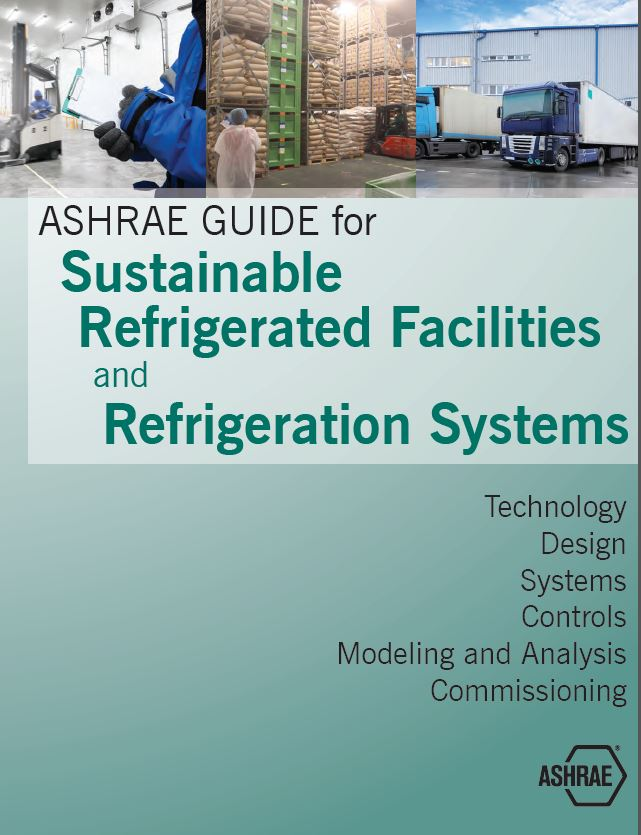 ASHRAE GUIDE for
Sustainable
Refrigerated Facilities
and
Refrigeration Systems
Technology
Design
Systems
Controls
Modeling and Analysis
Commissioning
ASHRAE®